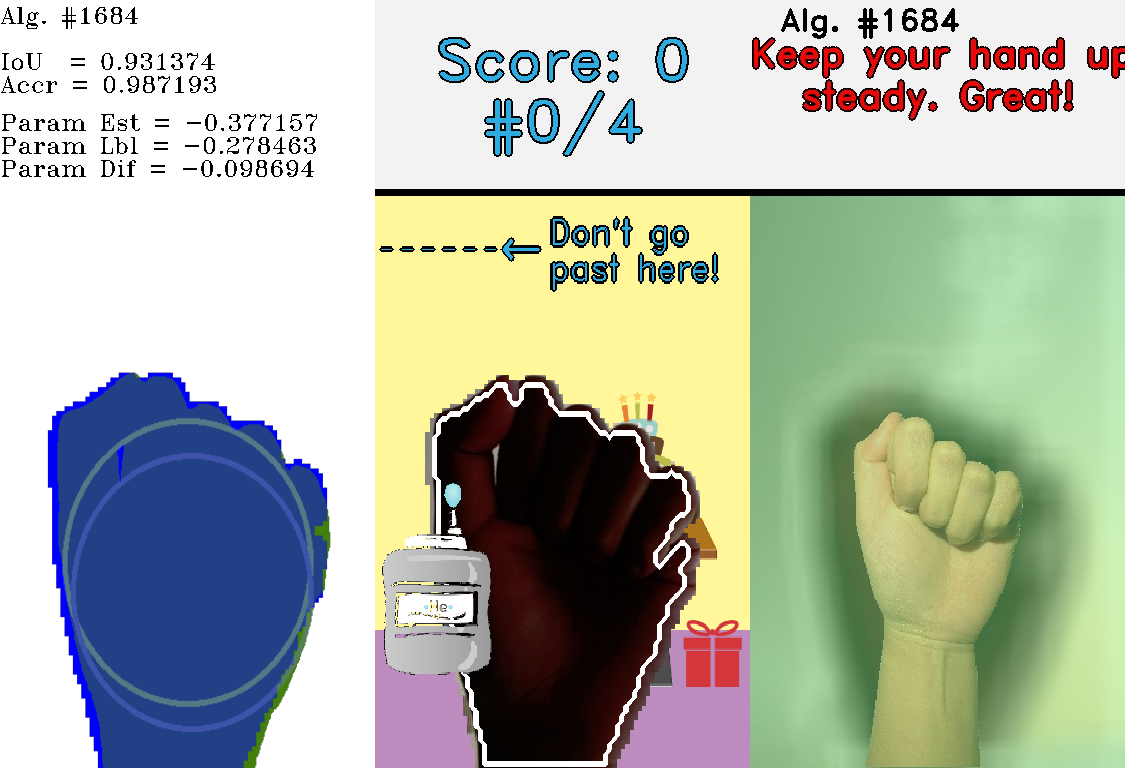 Alg. #1684
IoU = 0.931374
Accr = 0.987193
Param Est = −0.377157
Param Lbl = −0.278463
Param Dif = −0.098694
Score: 0
#0/4
Alg. #1684
Keep your hand up
steady. Great!
Don't go
past here!